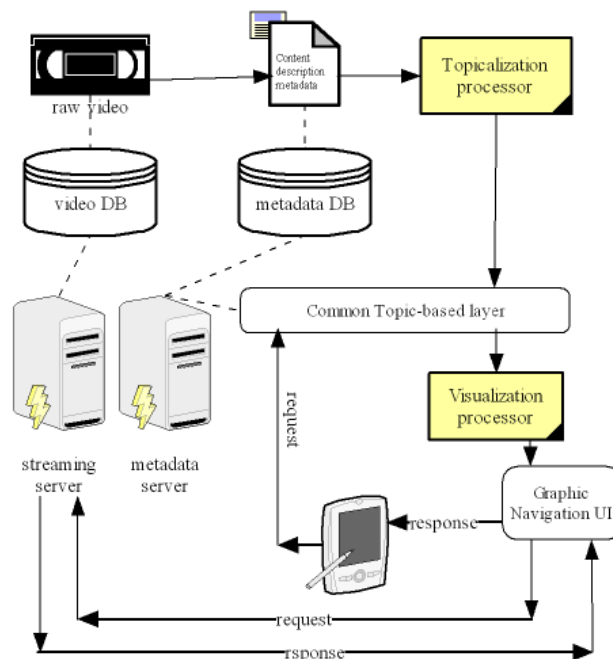 raw video
Content
description
metadata
Topicalization
processor
video DB
metadata DB
Common Topic-based layer
request
Visualization
processor
streaming
server
metadata
server
response
Graphic
Navigation UI
request
rsponse